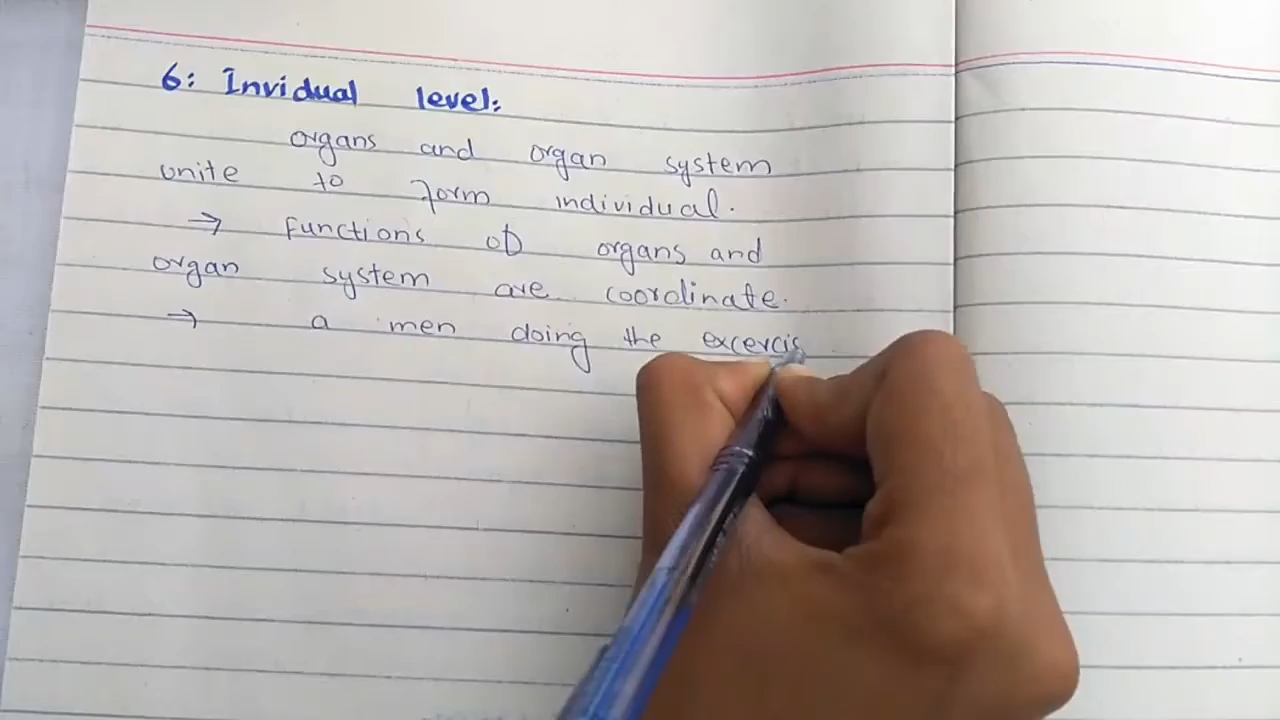 6: Invidual level:
organs and organ system
unite to form individual.
⇒ functions of organs and
organ system are coordinate.
⇒ a men doing the excercis